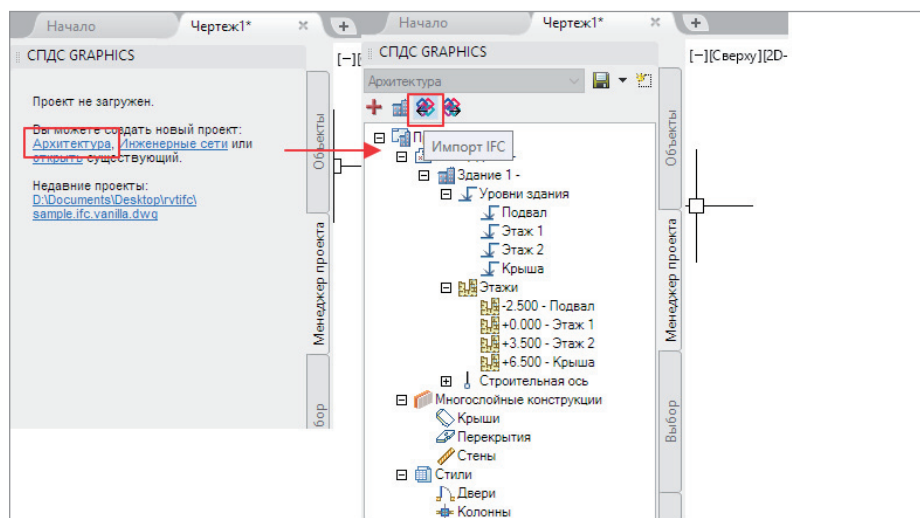 Начало
Чертеж1*
СПДС GRAPHICS
[−][
Проект не загружен.
Вы можете создать новый проект:
Архитектура, Инженерные сети или
открыть существующий.
Недавние проекты:
D:\Documents\Desktop\rvtifc\
sample.ifc.vanilla.dwg
Объекты
Менеджер проекта
бор
Начало
Чертеж1*
СПДС GRAPHICS
[−][Сверху][2D-
Архитектура
П
Импорт IFC
Здание 1 -
Уровни здания
Подвал
Этаж 1
Этаж 2
Крыша
Этажи
-2.500 - Подвал
+0.000 - Этаж 1
+3.500 - Этаж 2
+6.500 - Крыша
Строительная ось
Многослойные конструкции
Крыши
Перекрытия
Стены
Стили
Двери
Колонны
Объекты
Менеджер проекта
Выбор